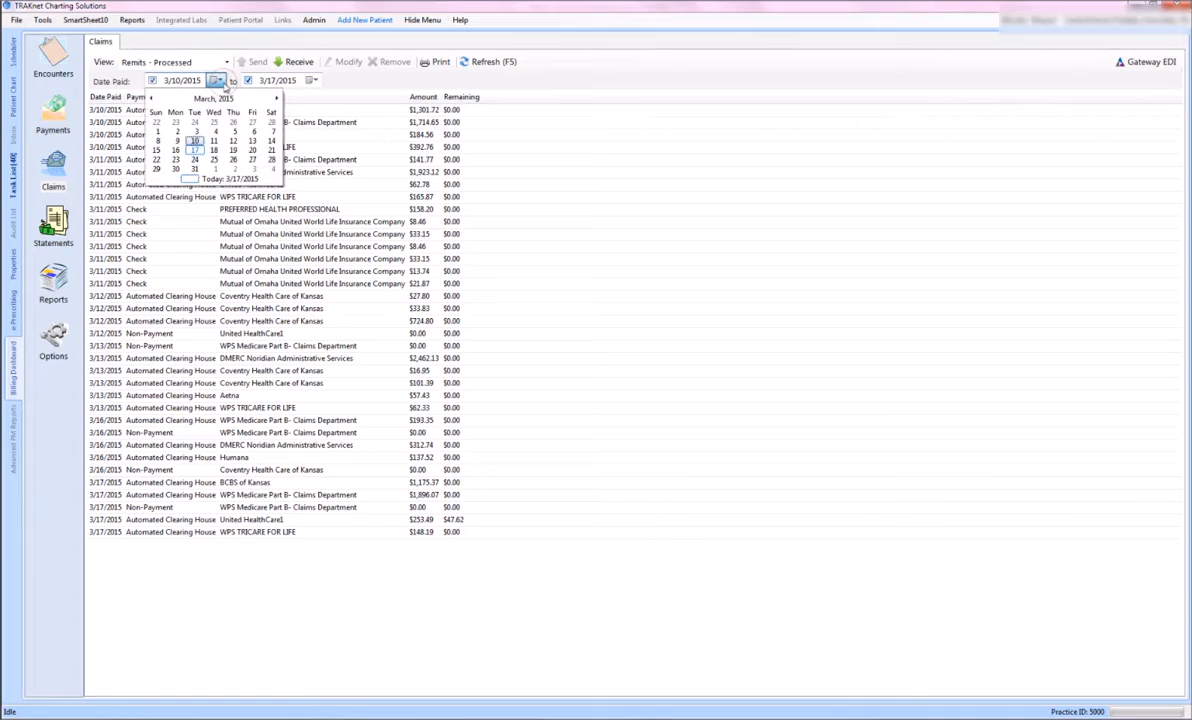 TRAKnet Charting Solutions
File Tools SmartSheet10 Reports Integrated Labs Patient Portal Links Admin Add New Patient Hide Menu Help
Claims
View: Remits - Processed Send Receive Modify Remove Print Refresh (F5) Gateway EDI
Date Paid: 3/10/2015 to 3/17/2015
Date Paid Paym Amount Remaining
March, 2015
Sun Mon Tue Wed Thu Fri Sat
22 23 24 25 26 27 28
1 2 3 4 5 6 7
8 9 10 11 12 13 14
15 16 17 18 19 20 21
22 23 24 25 26 27 28
29 30 31 1 2 3 4
Today: 3/17/2015
3/10/2015 Autor $1,301.72 $0.00
3/10/2015 Autor B- Claims Department $1,714.65 $0.00
3/10/2015 Autor $184.56 $0.00
3/10/2015 Autor LIFE $392.76 $0.00
3/11/2015 Autor B- Claims Department $141.77 $0.00
3/11/2015 Autor ministrative Services $1,923.12 $0.00
3/11/2015 Autor $62.78 $0.00
3/11/2015 Automated Clearing House WPS TRICARE FOR LIFE $165.87 $0.00
3/11/2015 Check PREFERRED HEALTH PROFESSIONAL $158.20 $0.00
3/11/2015 Check Mutual of Omaha United World Life Insurance Company $8.46 $0.00
3/11/2015 Check Mutual of Omaha United World Life Insurance Company $33.15 $0.00
3/11/2015 Check Mutual of Omaha United World Life Insurance Company $8.46 $0.00
3/11/2015 Check Mutual of Omaha United World Life Insurance Company $33.15 $0.00
3/11/2015 Check Mutual of Omaha United World Life Insurance Company $13.74 $0.00
3/11/2015 Check Mutual of Omaha United World Life Insurance Company $21.87 $0.00
3/12/2015 Automated Clearing House Coventry Health Care of Kansas $27.80 $0.00
3/12/2015 Automated Clearing House Coventry Health Care of Kansas $33.83 $0.00
3/12/2015 Automated Clearing House Coventry Health Care of Kansas $724.80 $0.00
3/12/2015 Non-Payment United HealthCare1 $0.00 $0.00
3/13/2015 Non-Payment WPS Medicare Part B- Claims Department $0.00 $0.00
3/13/2015 Automated Clearing House DMERC Noridian Administrative Services $2,462.13 $0.00
3/13/2015 Automated Clearing House Coventry Health Care of Kansas $16.95 $0.00
3/13/2015 Automated Clearing House Coventry Health Care of Kansas $101.39 $0.00
3/13/2015 Automated Clearing House Aetna $57.43 $0.00
3/13/2015 Automated Clearing House WPS TRICARE FOR LIFE $62.33 $0.00
3/16/2015 Automated Clearing House WPS Medicare Part B- Claims Department $193.35 $0.00
3/16/2015 Non-Payment WPS Medicare Part B- Claims Department $0.00 $0.00
3/16/2015 Automated Clearing House DMERC Noridian Administrative Services $312.74 $0.00
3/16/2015 Automated Clearing House Humana $137.52 $0.00
3/16/2015 Non-Payment Coventry Health Care of Kansas $0.00 $0.00
3/17/2015 Automated Clearing House BCBS of Kansas $1,175.37 $0.00
3/17/2015 Automated Clearing House WPS Medicare Part B- Claims Department $1,896.07 $0.00
3/17/2015 Non-Payment WPS Medicare Part B- Claims Department $0.00 $0.00
3/17/2015 Automated Clearing House United HealthCare1 $253.49 $47.62
3/17/2015 Automated Clearing House WPS TRICARE FOR LIFE $148.19 $0.00
Encounters
Payments
Claims
Statements
Reports
Options
Scheduler
Patient Chart
Inbox
Task List (40)
Audit List
Properties
e-Prescribing
Billing Dashboard
Advanced PM Reports
Idle
Practice ID: 5000